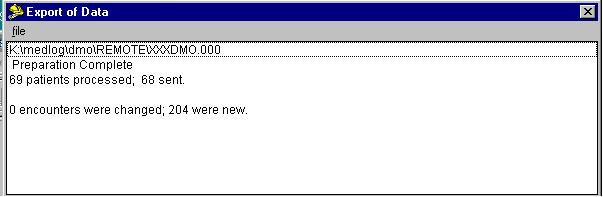 Export of Data
file
K:\medlog\dmo\REMOTE\XXXDMO.000
Preparation Complete
69 patients processed;  68 sent.
0 encounters were changed; 204 were new.